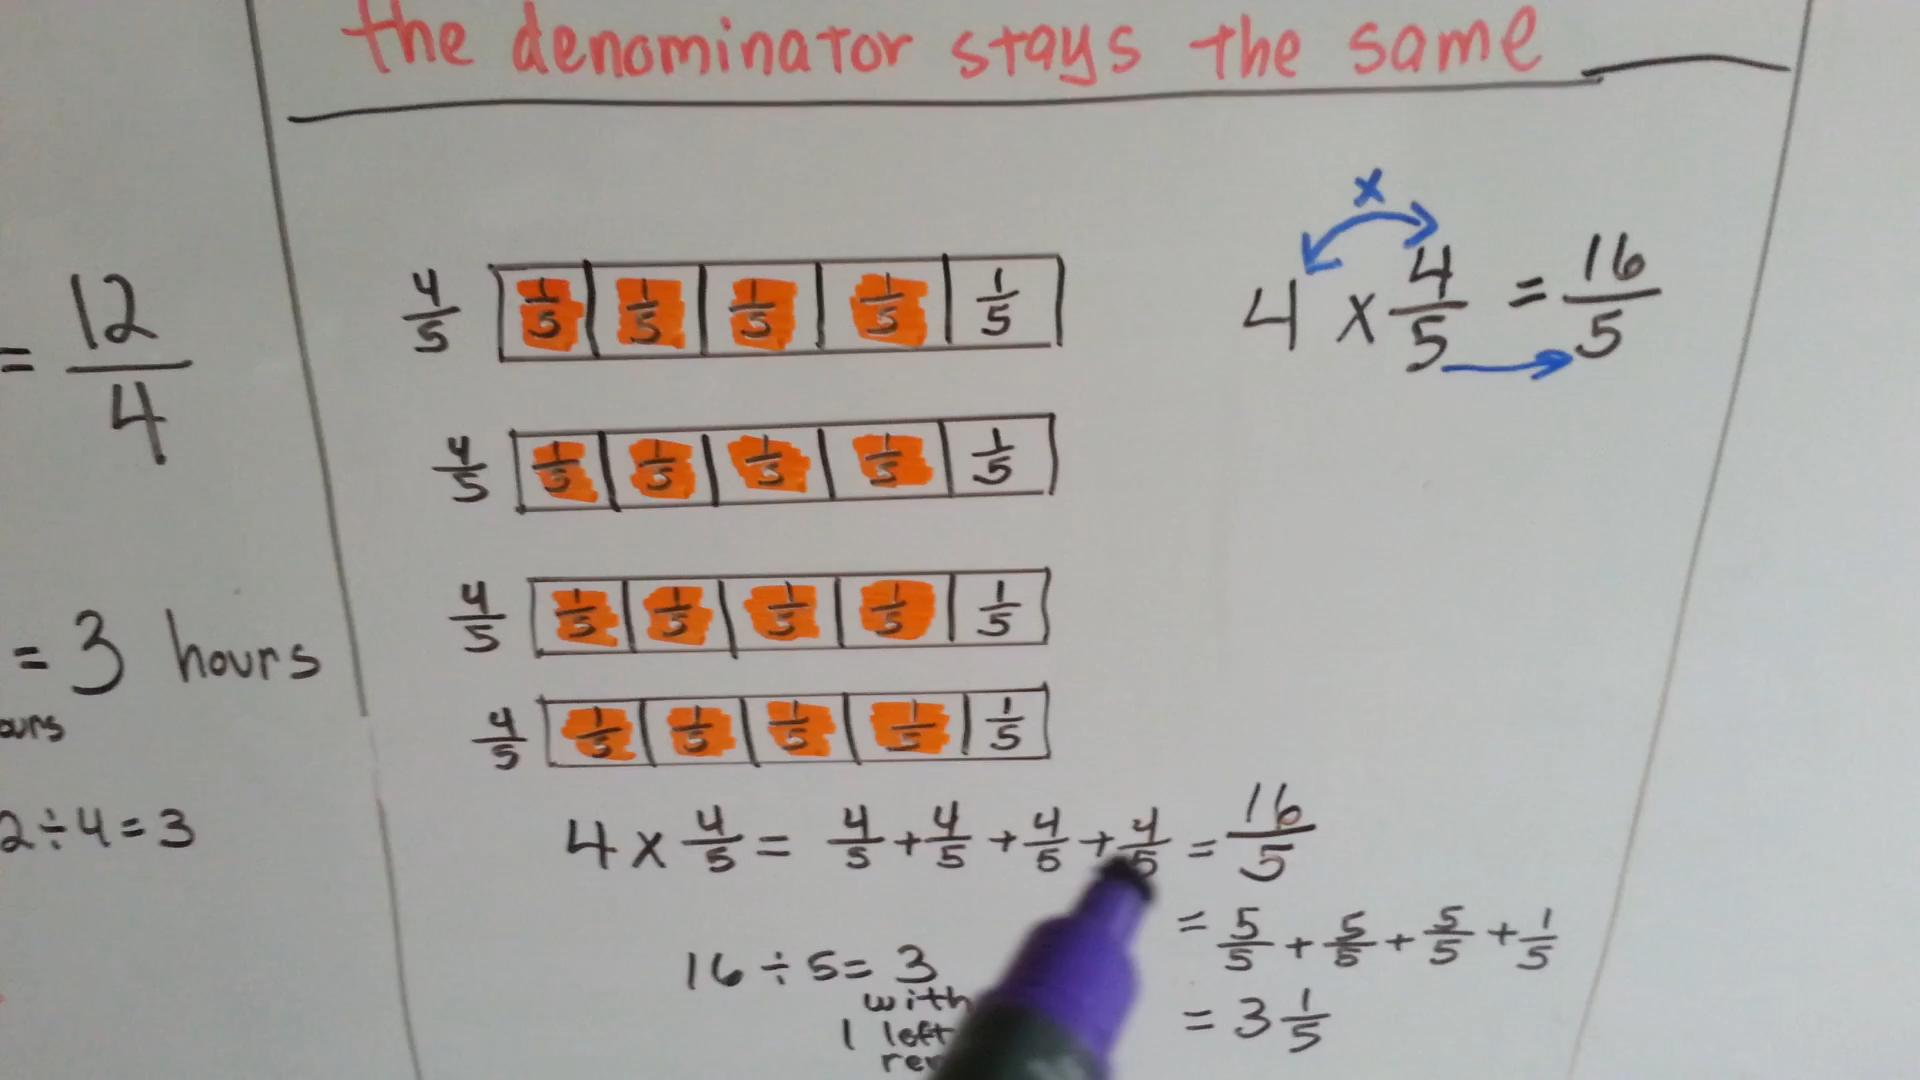 the denominator stays the same
= 12/4
= 3 hours
ours
2÷4=3
4/5 1/5 1/5 1/5 1/5 1/5
4/5 1/5 1/5 1/5 1/5 1/5
4/5 1/5 1/5 1/5 1/5 1/5
4/5 1/5 1/5 1/5 1/5 1/5
x
4 x 4/5 = 16/5
4 x 4/5 = 4/5 + 4/5 + 4/5 + 4/5 = 16/5
= 5/5 + 5/5 + 5/5 + 1/5
= 3 1/5
16 ÷ 5 = 3
with
1 left